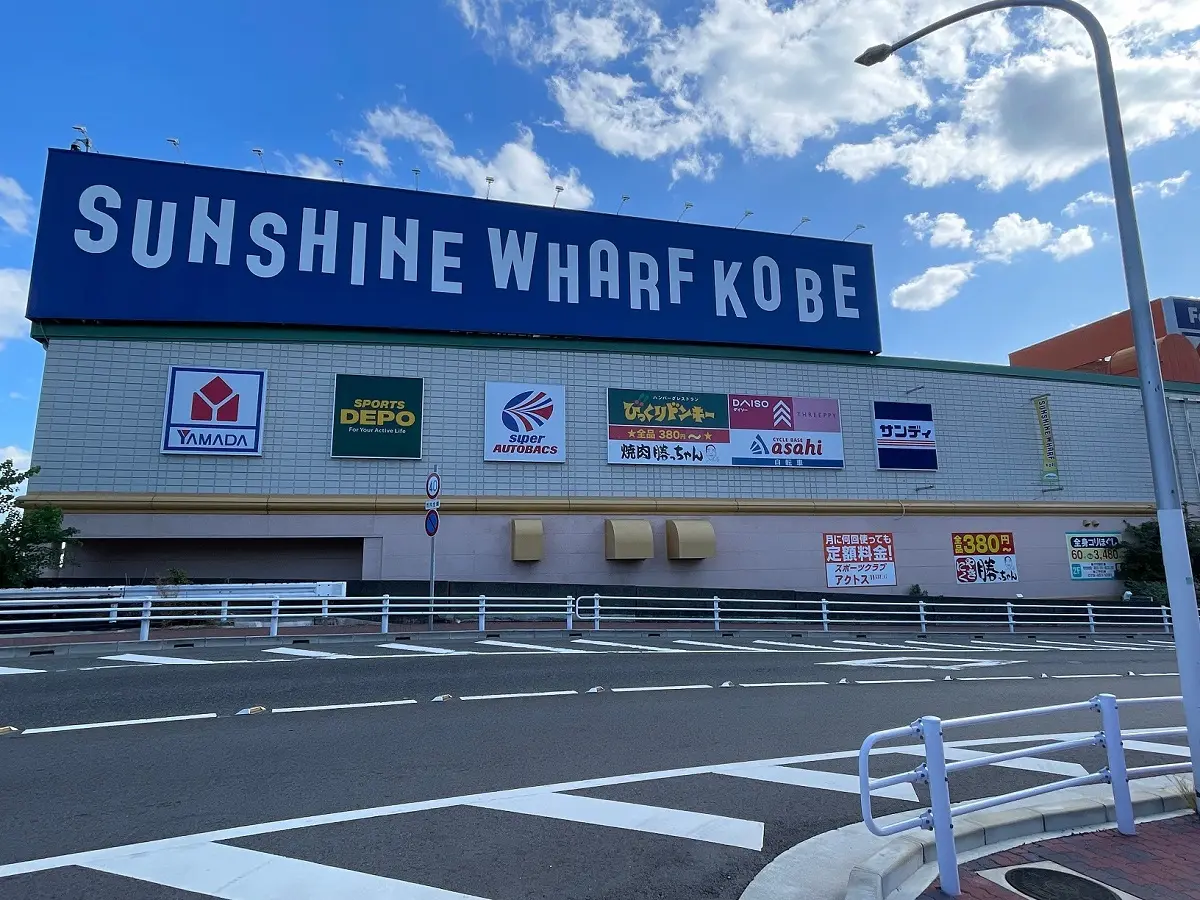 SUNSHINE WHARF KOBE
YAMADA
SPORTS
DEPO
For Your Active Life
super
AUTOBACS
ハンバーグレストラン
びっくりドンキー
★全品 380円〜★
焼肉 勝っちゃん
DAISO
ダイソー
THREEPPY
CYCLE BASE
asahi
自転車
サンディ
SUNSHINE WHARF
40
月に何回使っても
定額料金!
スポーツクラブ
アクトス
全品380円〜
勝っちゃん
全身コリほぐし
60分 3,480
2F